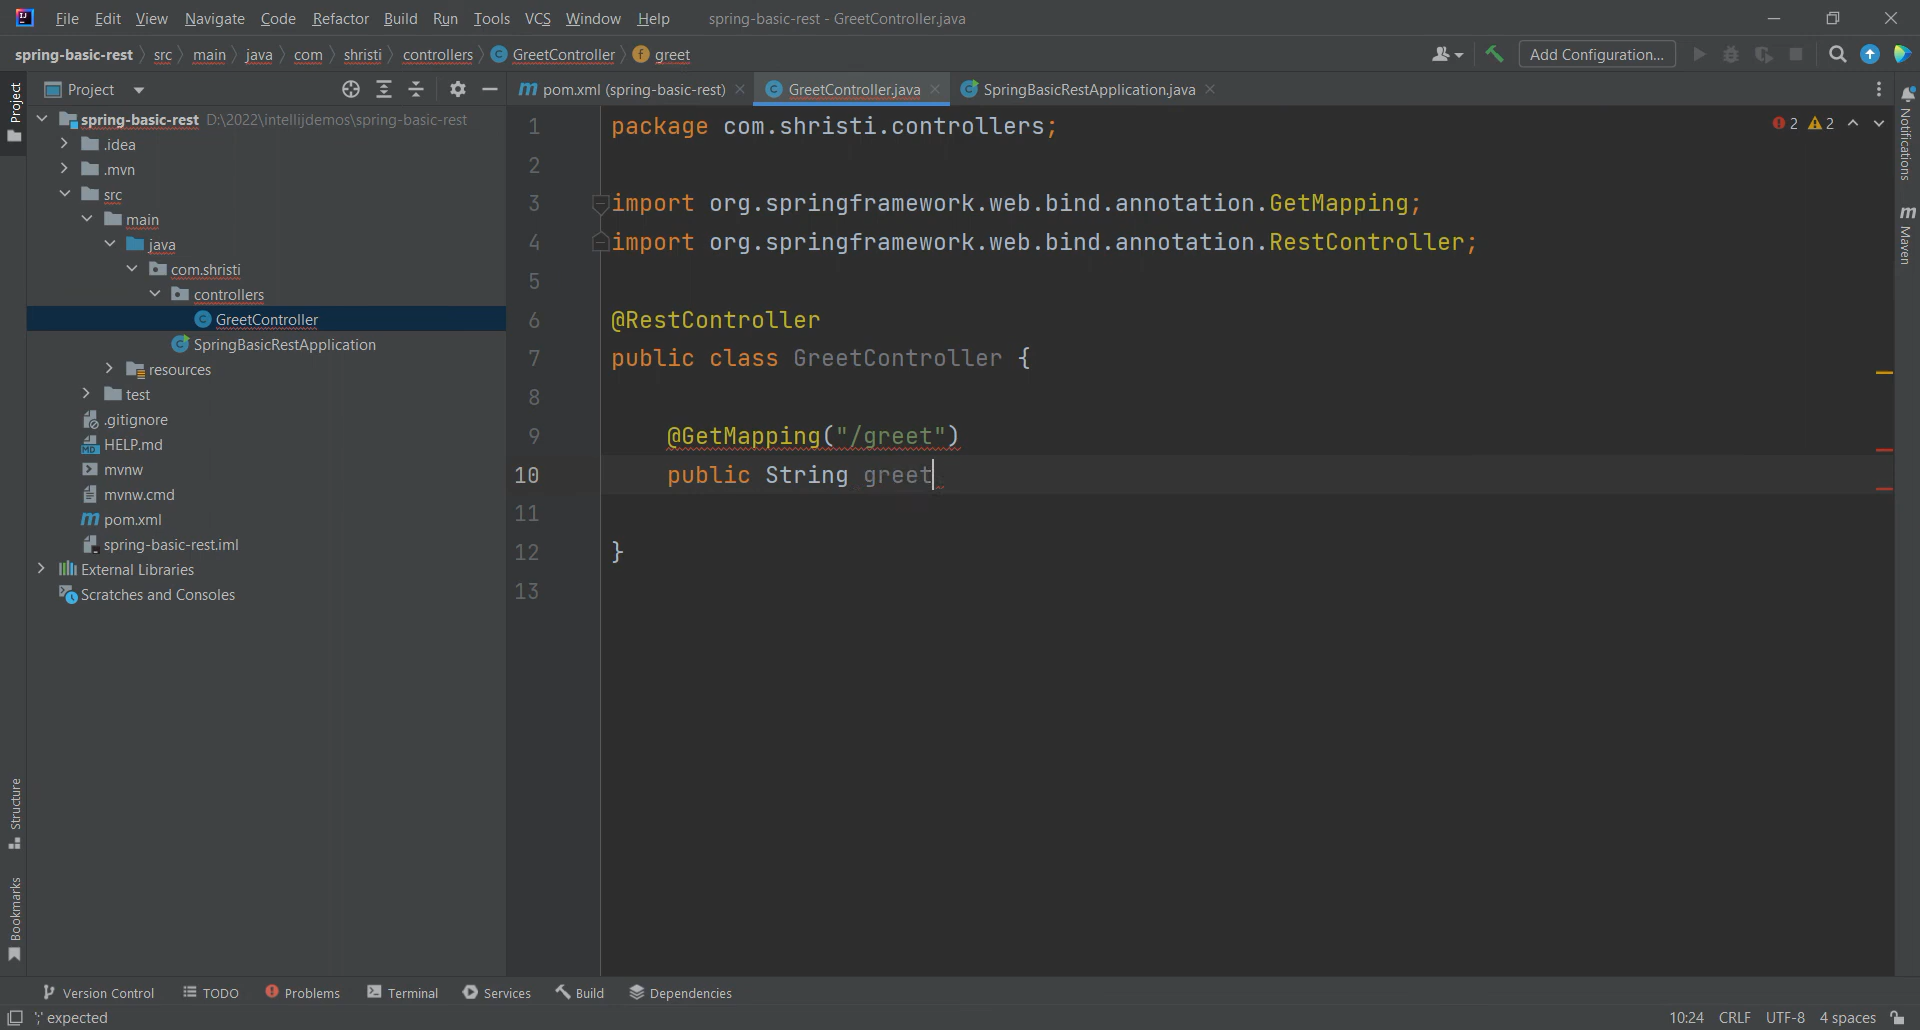 File Edit View Navigate Code Refactor Build Run Tools VCS Window Help spring-basic-rest - GreetController.java
spring-basic-rest src main java com shristi controllers GreetController greet Add Configuration...
Project
pom.xml (spring-basic-rest) GreetController.java SpringBasicRestApplication.java
Project
spring-basic-rest D:\2022\intellijdemos\spring-basic-rest
.idea
.mvn
src
main
java
com.shristi
controllers
GreetController
SpringBasicRestApplication
resources
test
.gitignore
HELP.md
mvnw
mvnw.cmd
pom.xml
spring-basic-rest.iml
External Libraries
Scratches and Consoles
1 package com.shristi.controllers;
2
3 import org.springframework.web.bind.annotation.GetMapping;
4 import org.springframework.web.bind.annotation.RestController;
5
6 @RestController
7 public class GreetController {
8
9 @GetMapping("/greet")
10 public String greet
11
12 }
13
2 2
Notifications
Maven
Structure
Bookmarks
Version Control TODO Problems Terminal Services Build Dependencies
';' expected 10:24 CRLF UTF-8 4 spaces